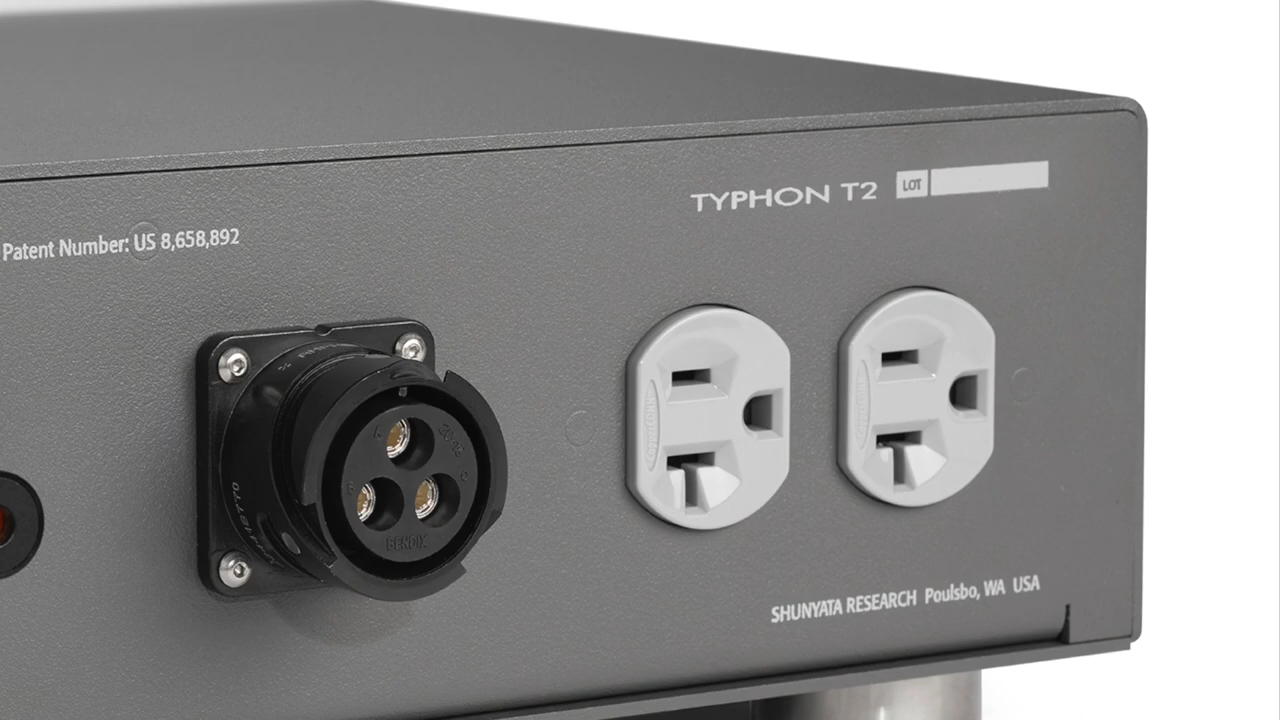 TYPHON T2 LOT
Patent Number: US 8,658,892
BENDIX
SHUNYATA RESEARCH Poulsbo, WA USA